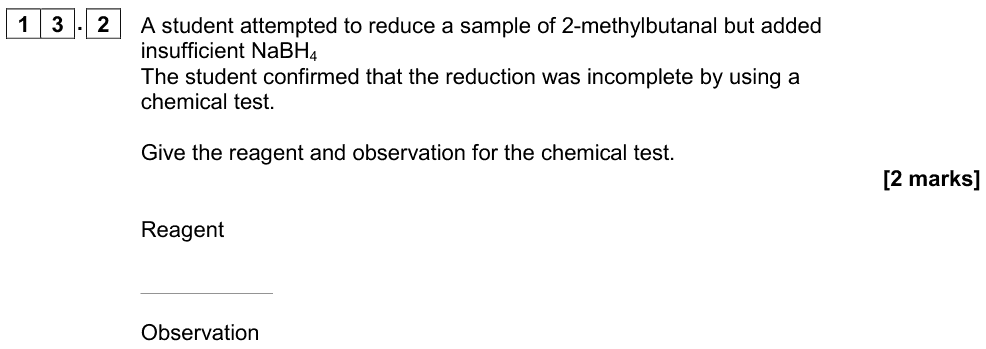 13.2 A student attempted to reduce a sample of 2-methylbutanal but added
insufficient NaBH₄
The student confirmed that the reduction was incomplete by using a
chemical test.
Give the reagent and observation for the chemical test.
[2 marks]
Reagent
Observation